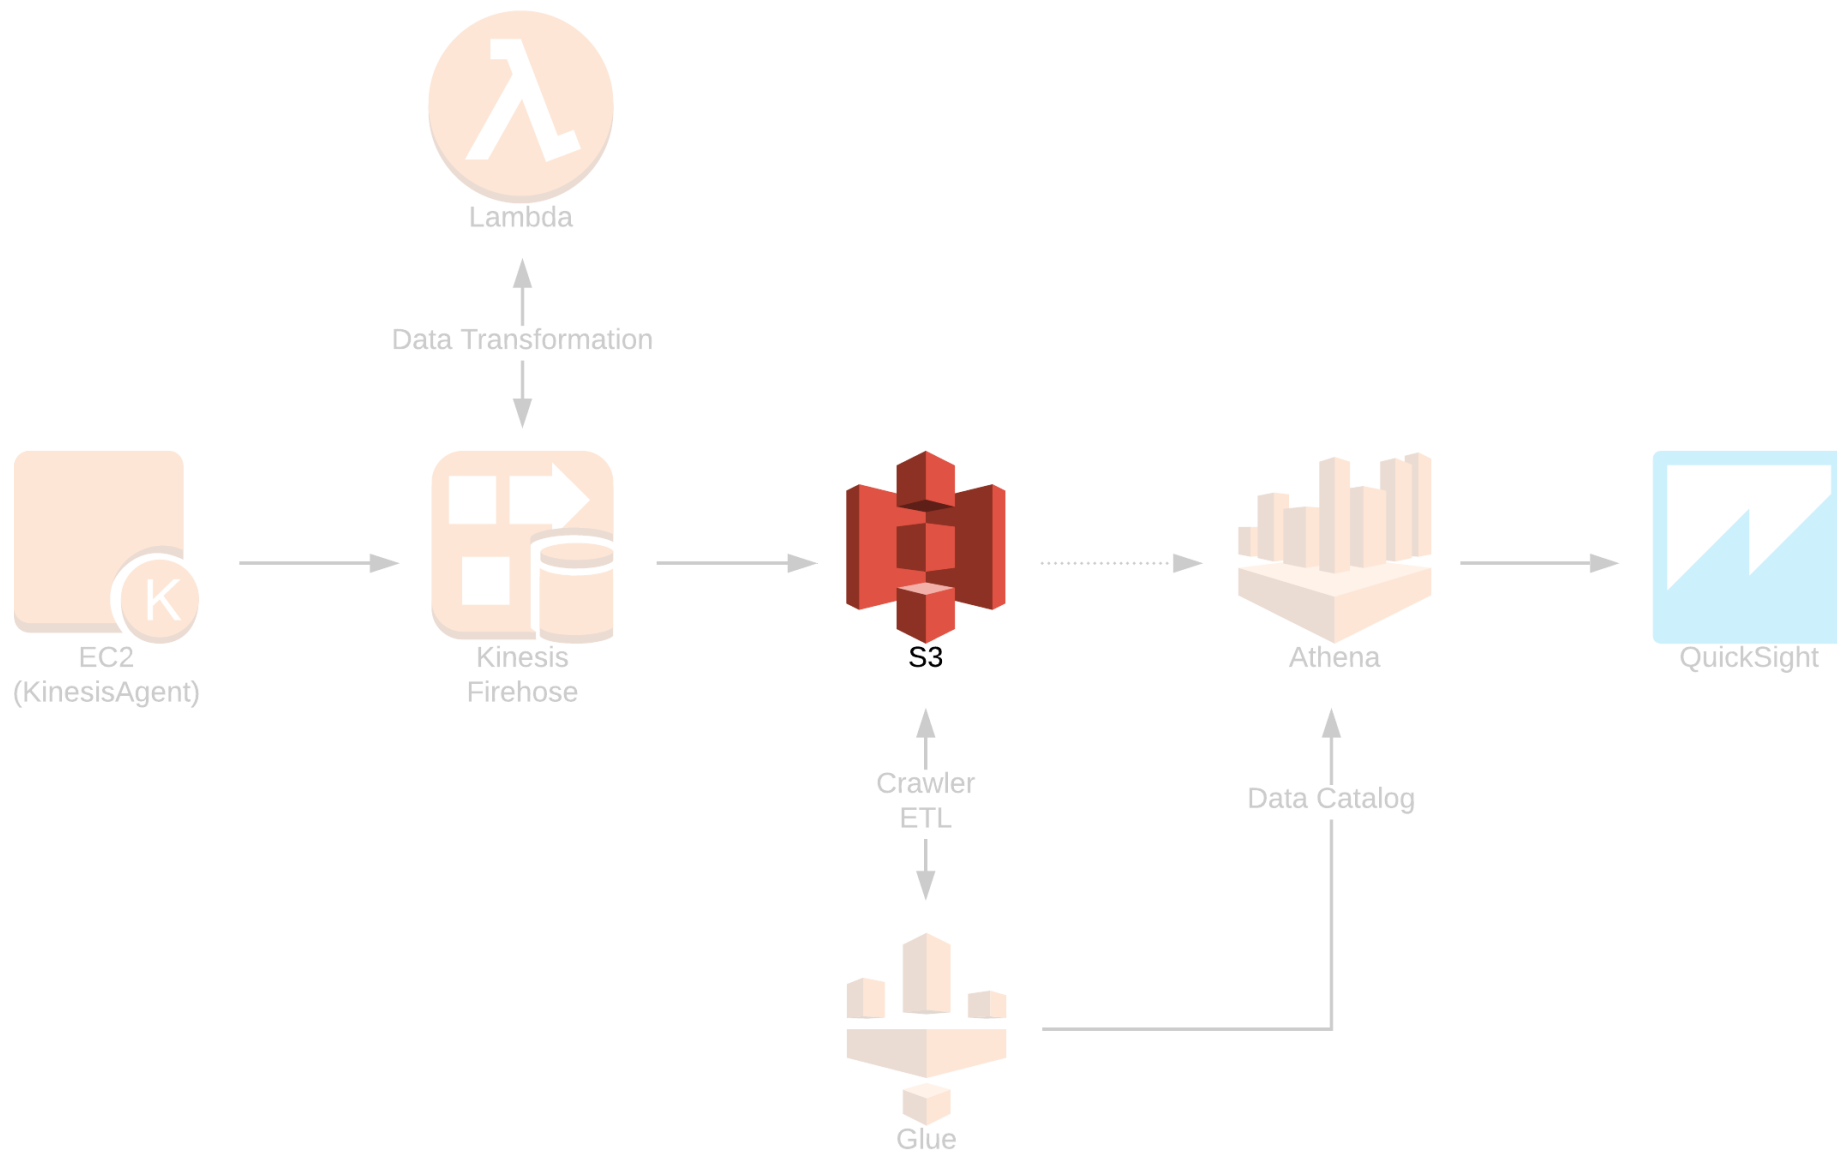 Lambda
Data Transformation
K
EC2
(KinesisAgent)
Kinesis
Firehose
S3
Athena
QuickSight
Crawler
ETL
Data Catalog
Glue